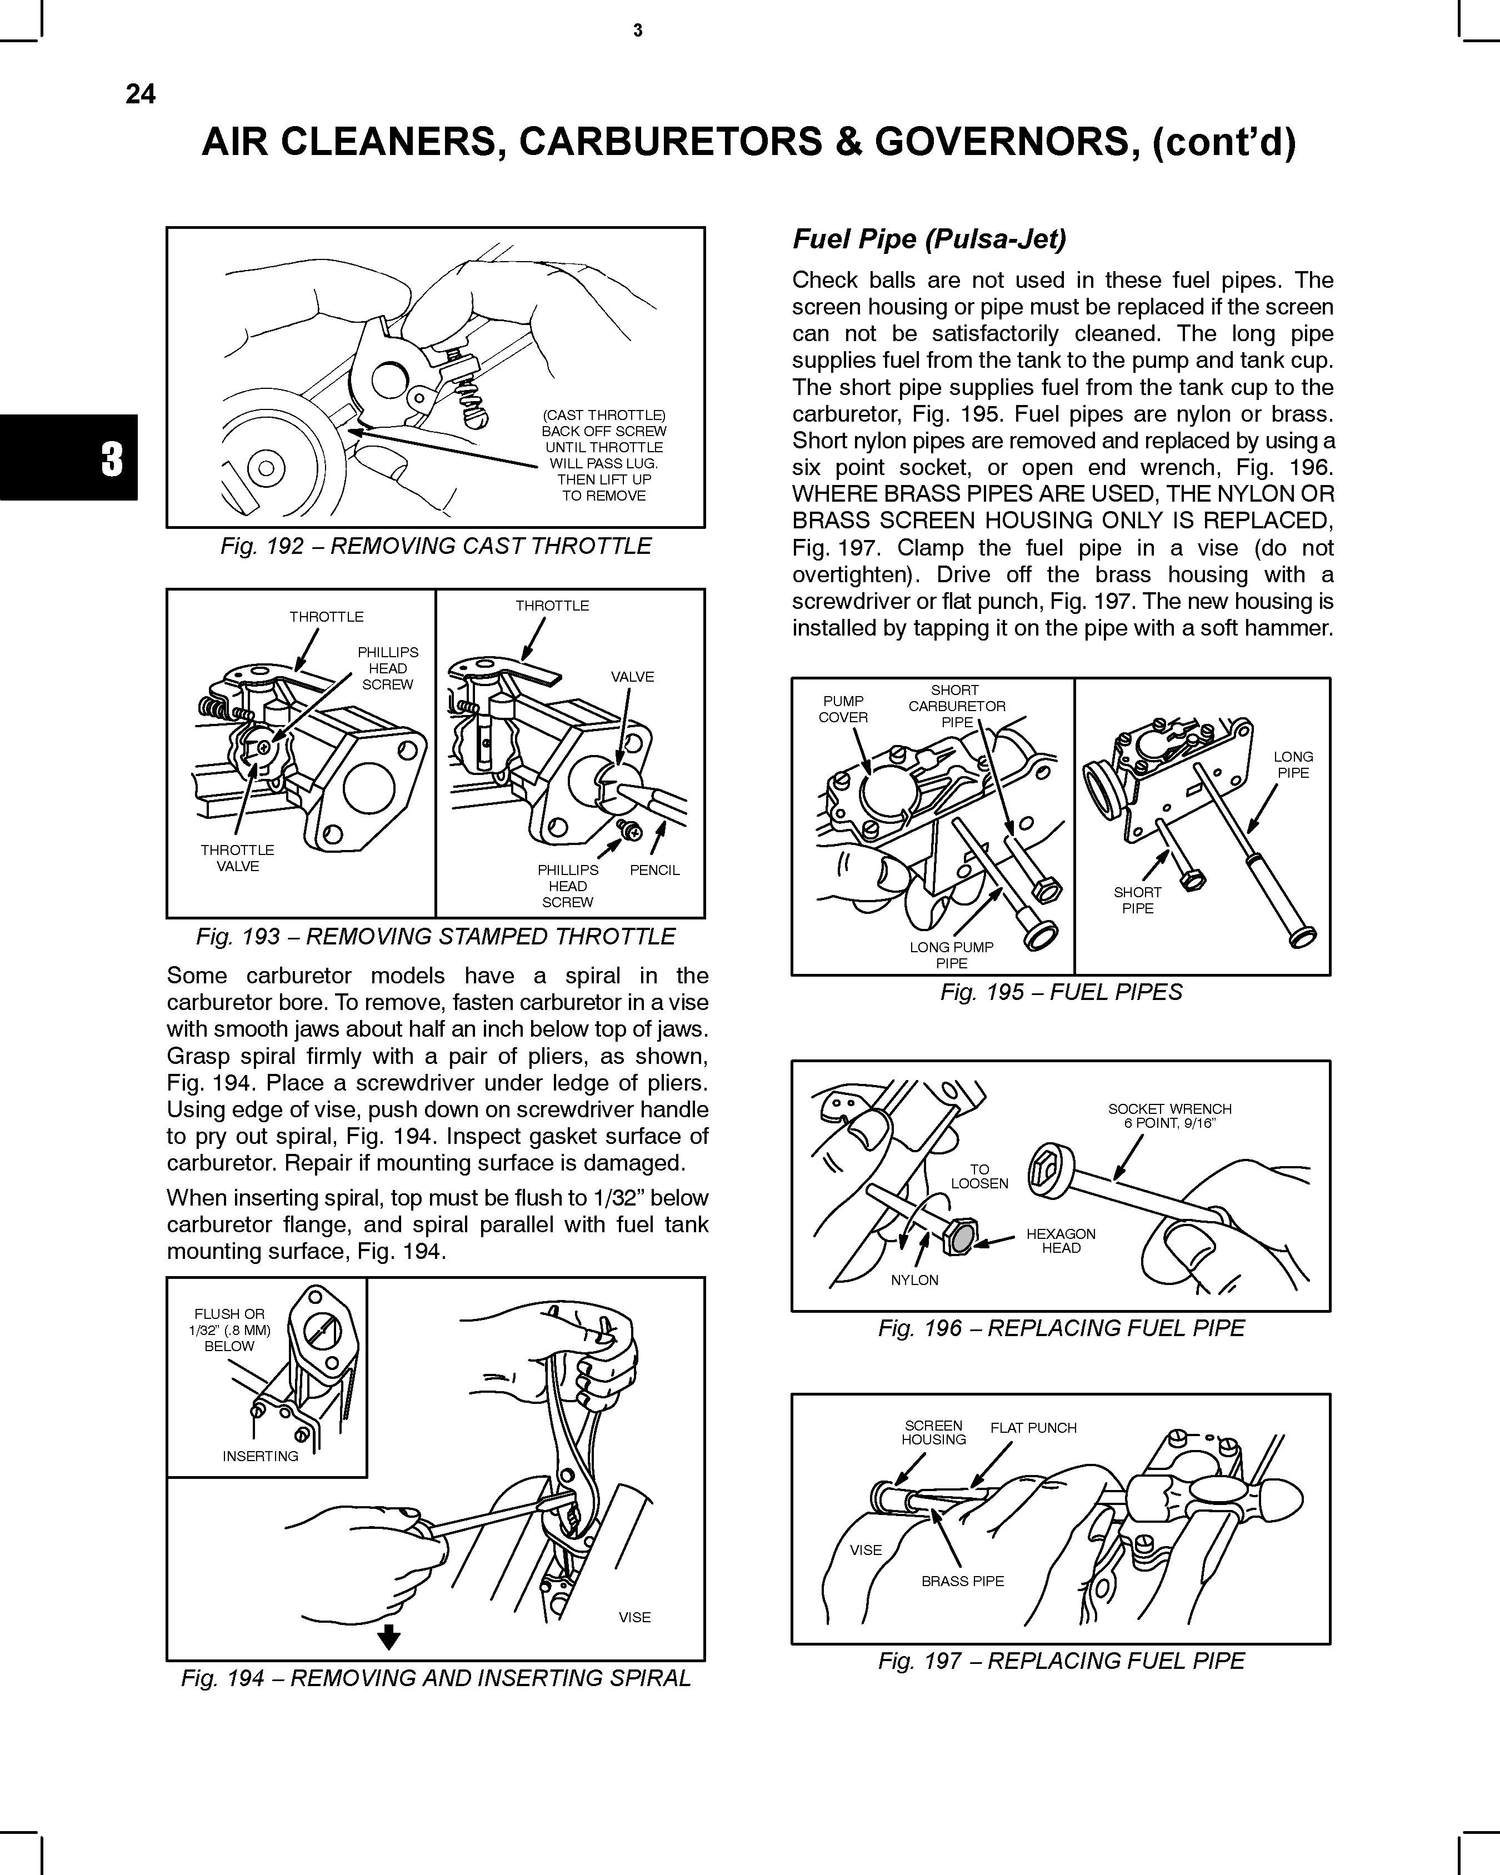 3
24
AIR CLEANERS, CARBURETORS & GOVERNORS, (cont’d)
3
(CAST THROTTLE)
BACK OFF SCREW
UNTIL THROTTLE
WILL PASS LUG.
THEN LIFT UP
TO REMOVE
Fig. 192 – REMOVING CAST THROTTLE
THROTTLE
PHILLIPS
HEAD
SCREW
THROTTLE
VALVE
THROTTLE
VALVE
PHILLIPS
HEAD
SCREW
PENCIL
Fig. 193 – REMOVING STAMPED THROTTLE
Some carburetor models have a spiral in the
carburetor bore. To remove, fasten carburetor in a vise
with smooth jaws about half an inch below top of jaws.
Grasp spiral firmly with a pair of pliers, as shown,
Fig. 194. Place a screwdriver under ledge of pliers.
Using edge of vise, push down on screwdriver handle
to pry out spiral, Fig. 194. Inspect gasket surface of
carburetor. Repair if mounting surface is damaged.
When inserting spiral, top must be flush to 1/32” below
carburetor flange, and spiral parallel with fuel tank
mounting surface, Fig. 194.
FLUSH OR
1/32” (.8 MM)
BELOW
INSERTING
VISE
Fig. 194 – REMOVING AND INSERTING SPIRAL
Fuel Pipe (Pulsa-Jet)
Check balls are not used in these fuel pipes. The
screen housing or pipe must be replaced if the screen
can not be satisfactorily cleaned. The long pipe
supplies fuel from the tank to the pump and tank cup.
The short pipe supplies fuel from the tank cup to the
carburetor, Fig. 195. Fuel pipes are nylon or brass.
Short nylon pipes are removed and replaced by using a
six point socket, or open end wrench, Fig. 196.
WHERE BRASS PIPES ARE USED, THE NYLON OR
BRASS SCREEN HOUSING ONLY IS REPLACED,
Fig. 197. Clamp the fuel pipe in a vise (do not
overtighten). Drive off the brass housing with a
screwdriver or flat punch, Fig. 197. The new housing is
installed by tapping it on the pipe with a soft hammer.
PUMP
COVER
SHORT
CARBURETOR
PIPE
LONG PUMP
PIPE
LONG
PIPE
SHORT
PIPE
Fig. 195 – FUEL PIPES
SOCKET WRENCH
6 POINT, 9/16”
TO
LOOSEN
HEXAGON
HEAD
NYLON
Fig. 196 – REPLACING FUEL PIPE
SCREEN
HOUSING
FLAT PUNCH
VISE
BRASS PIPE
Fig. 197 – REPLACING FUEL PIPE